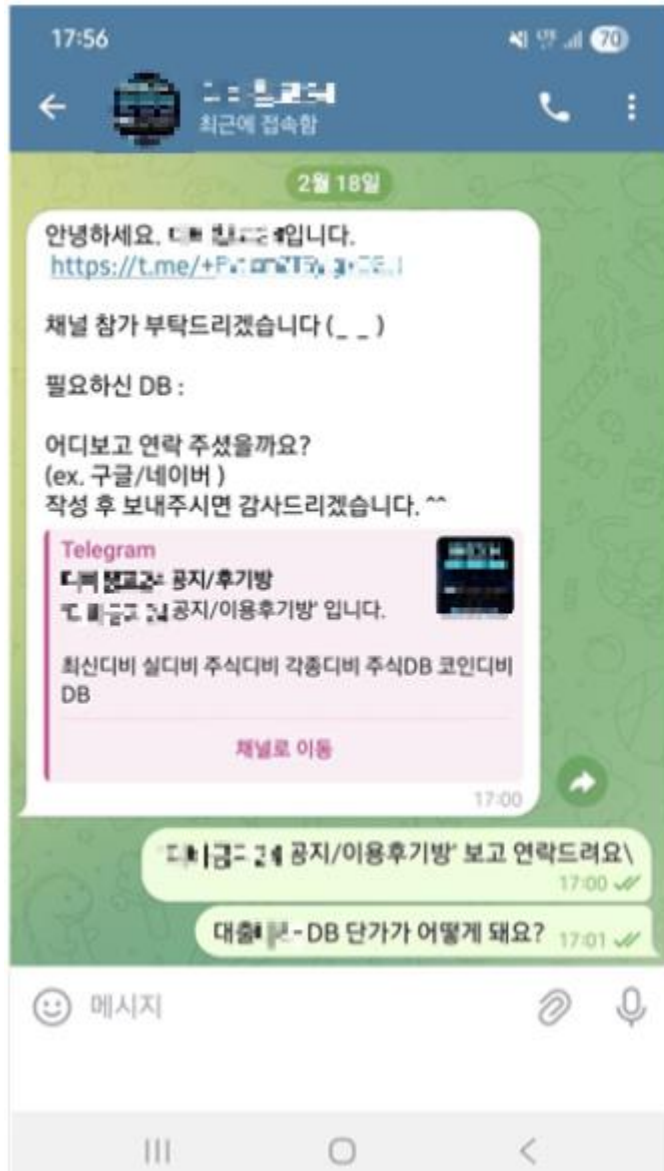 17:56
70
최근에 접속함
2월 18일
안녕하세요. 입니다.
https://t.me/+
채널 참가 부탁드리겠습니다 (_ _)
필요하신 DB :
어디보고 연락 주셨을까요?
(ex. 구글/네이버 )
작성 후 보내주시면 감사드리겠습니다. ^^
Telegram
공지/후기방
공지/이용후기방' 입니다.
최신디비 실디비 주식디비 각종디비 주식DB 코인디비
DB
채널로 이동
17:00
공지/이용후기방' 보고 연락드려요\
17:00
대출 - DB 단가가 어떻게 돼요? 17:01
메시지